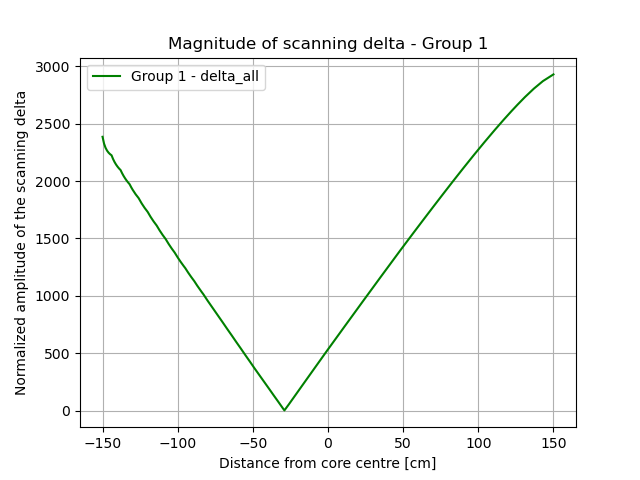 Magnitude of scanning delta - Group 1
Group 1 - delta_all
Normalized amplitude of the scanning delta
3000
2500
2000
1500
1000
500
0
−150 −100 −50 0 50 100 150
Distance from core centre [cm]